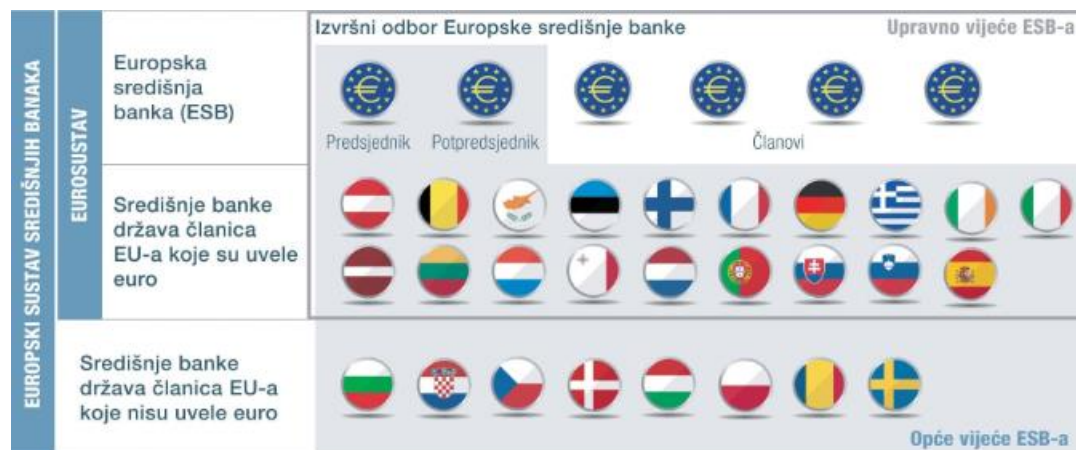 EUROPSKI SUSTAV SREDIŠNJIH BANAKA
EUROSUSTAV
Izvršni odbor Europske središnje banke
Upravno vijeće ESB-a
Europska
središnja
banka (ESB)
Predsjednik
Potpredsjednik
Članovi
Središnje banke
država članica
EU-a koje su uvele
euro
Središnje banke
država članica EU-a
koje nisu uvele euro
Opće vijeće ESB-a